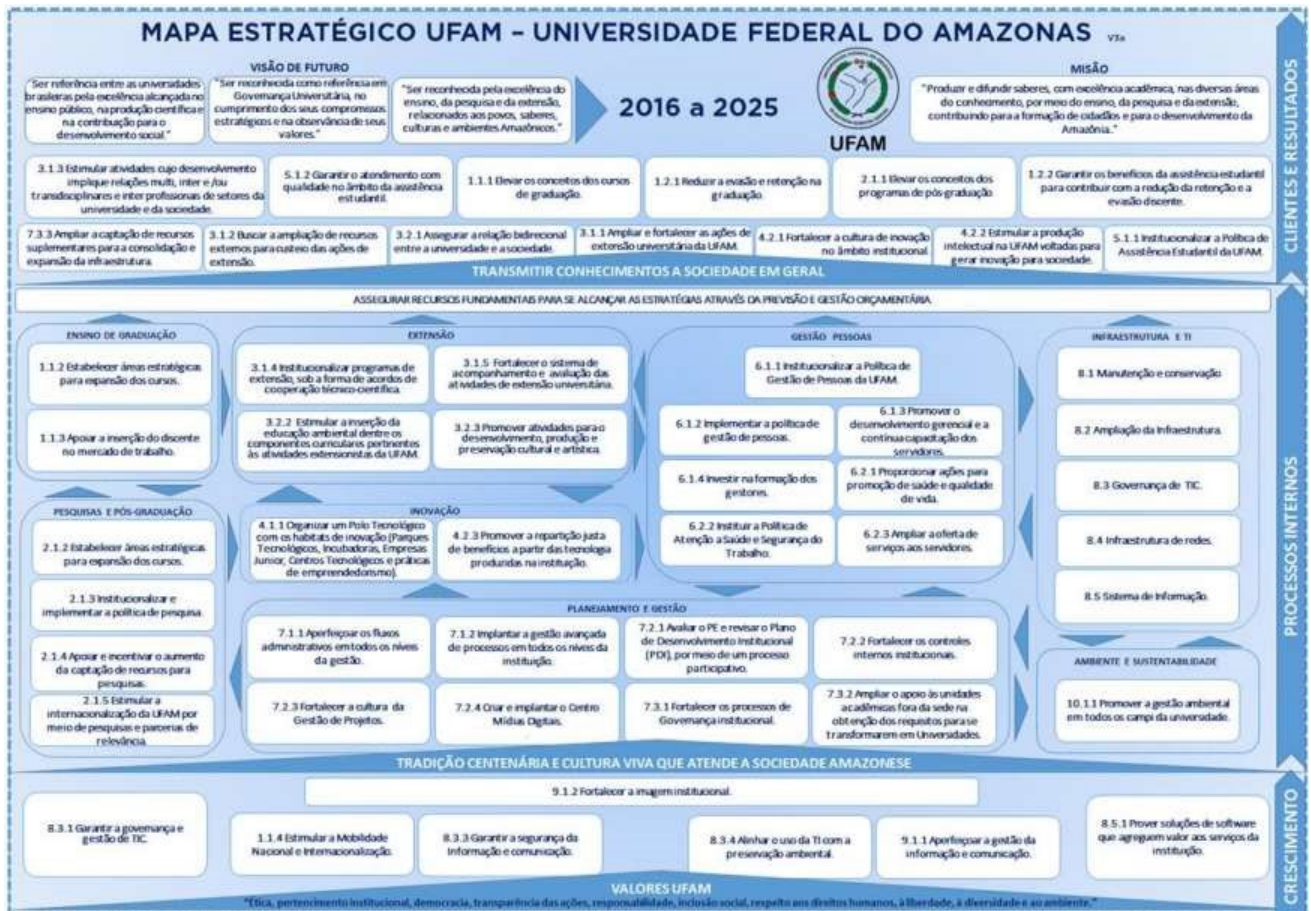 MAPA ESTRATÉGICO UFAM – UNIVERSIDADE FEDERAL DO AMAZONAS V7a
VISÃO DE FUTURO
"Ser referência entre as universidades
brasileiras pela excelência alcançada no
ensino público, na produção científica e
na contribuição para o
desenvolvimento social."
"Ser reconhecida como referência em
Governança Universitária, no
cumprimento dos seus compromissos
estratégicos e na observância de seus
valores."
"Ser reconhecida pela excelência do
ensino, da pesquisa e da extensão,
relacionados aos povos, saberes,
culturas e ambientes Amazônicos."
2016 a 2025
UFAM
MISÃO
"Produzir e difundir saberes, com excelência acadêmica, nas diversas áreas
do conhecimento, por meio do ensino, da pesquisa e da extensão,
contribuindo para a formação de cidadãos e para o desenvolvimento da
Amazônia."
CLIENTES E RESULTADOS
3.1.3 Estimular atividades cujo desenvolvimento
implique relações multi, inter e /ou
transdisciplinares e inter profissionais de setores da
universidade e da sociedade.
5.1.2 Garantir o atendimento com
qualidade no âmbito da assistência
estudantil.
1.1.1 Elevar os conceitos dos cursos
de graduação.
1.2.1 Reduzir a evasão e retenção na
graduação.
2.1.1 Elevar os conceitos dos
programas de pós-graduação.
1.2.2 Garantir os benefícios da assistência estudantil
para contribuir com a redução da retenção e a
evasão discente.
7.3.3 Ampliar a captação de recursos
suplementares para a consolidação e
expansão da infraestrutura.
3.1.2 Buscar a ampliação de recursos
externos para custeio das ações de
extensão.
3.2.1 Assegurar a relação bidirecional
entre a universidade e a sociedade.
3.1.1 Ampliar e fortalecer as ações de
extensão universitária da UFAM.
4.2.1 Fortalecer a cultura de inovação
no âmbito institucional
4.2.2 Estimular a produção
intelectual na UFAM voltadas para
gerar inovação para sociedade.
5.1.1 Institucionalizar a Política de
Assistência Estudantil da UFAM.
TRANSMITIR CONHECIMENTOS A SOCIEDADE EM GERAL
ASSEGURAR RECURSOS FUNDAMENTAIS PARA SE ALCANÇAR AS ESTRATÉGIAS ATRAVÉS DA PREVISÃO E GESTÃO ORÇAMENTÁRIA
PROCESSOS INTERNOS
ENSINO DE GRADUAÇÃO
1.1.2 Estabelecer áreas estratégicas
para expansão dos cursos.
1.1.3 Apoiar a inserção do discente
no mercado de trabalho.
EXTENSÃO
3.1.4 Institucionalizar programas de
extensão, sob a forma de acordos de
cooperação técnico-científica.
3.1.5 Fortalecer o sistema de
acompanhamento e avaliação das
atividades de extensão universitária.
3.2.2 Estimular a inserção da
educação ambiental dentre os
componentes curriculares pertinentes
às atividades extensionistas da UFAM.
3.2.3 Promover atividades para o
desenvolvimento, produção e
preservação cultural e artística.
GESTÃO PESSOAS
6.1.1 Institucionalizar a Política de
Gestão de Pessoas da UFAM.
6.1.2 Implementar a política de
gestão de pessoas.
6.1.3 Promover o
desenvolvimento gerencial e a
contínua capacitação dos
servidores.
6.1.4 Investir na formação dos
gestores.
6.2.1 Proporcionar ações para
promoção de saúde e qualidade
de vida.
6.2.2 Instituir a Política de
Atenção a Saúde e Segurança do
Trabalho.
6.2.3 Ampliar a oferta de
serviços aos servidores.
INFRAESTRUTURA E TI
8.1 Manutenção e conservação
8.2 Ampliação da Infraestrutura.
8.3 Governança de TIC.
8.4 Infraestrutura de redes.
8.5 Sistema de Informação.
PESQUISAS E PÓS-GRADUAÇÃO
2.1.2 Estabelecer áreas estratégicas
para expansão dos cursos.
2.1.3 Institucionalizar e
implementar a política de pesquisa.
2.1.4 Apoiar e incentivar o aumento
da captação de recursos para
pesquisas.
2.1.5 Estimular a
internacionalização da UFAM por
meio de pesquisas e parcerias de
relevância.
INOVAÇÃO
4.1.1 Organizar um Polo Tecnológico
com os habitats de inovação (Parques
Tecnológicos, Incubadoras, Empresas
Junior, Centros Tecnológicos e práticas
de empreendedorismo).
4.2.3 Promover a repartição justa
de benefícios a partir das tecnologia
produzidas na instituição.
PLANEJAMENTO E GESTÃO
7.1.1 Aperfeiçoar os fluxos
administrativos em todos os níveis
da gestão.
7.1.2 Implantar a gestão avançada
de processos em todos os níveis da
instituição.
7.2.1 Avaliar o PE e revisar o Plano
de Desenvolvimento Institucional
(PDI), por meio de um processo
participativo.
7.2.2 Fortalecer os controles
internos institucionais.
7.2.3 Fortalecer a cultura da
Gestão de Projetos.
7.2.4 Criar e implantar o Centro
Mídias Digitais.
7.3.1 Fortalecer os processos de
Governança institucional.
7.3.2 Ampliar o apoio às unidades
acadêmicas fora da sede na
obtenção dos requisitos para se
transformarem em Universidades.
AMBIENTE E SUSTENTABILIDADE
10.1.1 Promover a gestão ambiental
em todos os campi da universidade.
TRADIÇÃO CENTENÁRIA E CULTURA VIVA QUE ATENDE A SOCIEDADE AMAZONESE
CRESCIMENTO
9.1.2 Fortalecer a imagem institucional.
8.3.1 Garantir a governança e
gestão de TIC.
1.1.4 Estimular a Mobilidade
Nacional e Internacionalização.
8.3.3 Garantir a segurança da
Informação e comunicação.
8.3.4 Alinhar o uso da TI com a
preservação ambiental.
9.1.1 Aperfeiçoar a gestão da
informação e comunicação.
8.5.1 Prover soluções de software
que agreguem valor aos serviços da
instituição.
VALORES UFAM
"Ética, pertencimento institucional, democracia, transparência das ações, responsabilidade, inclusão social, respeito aos direitos humanos, à liberdade, à diversidade e ao ambiente."